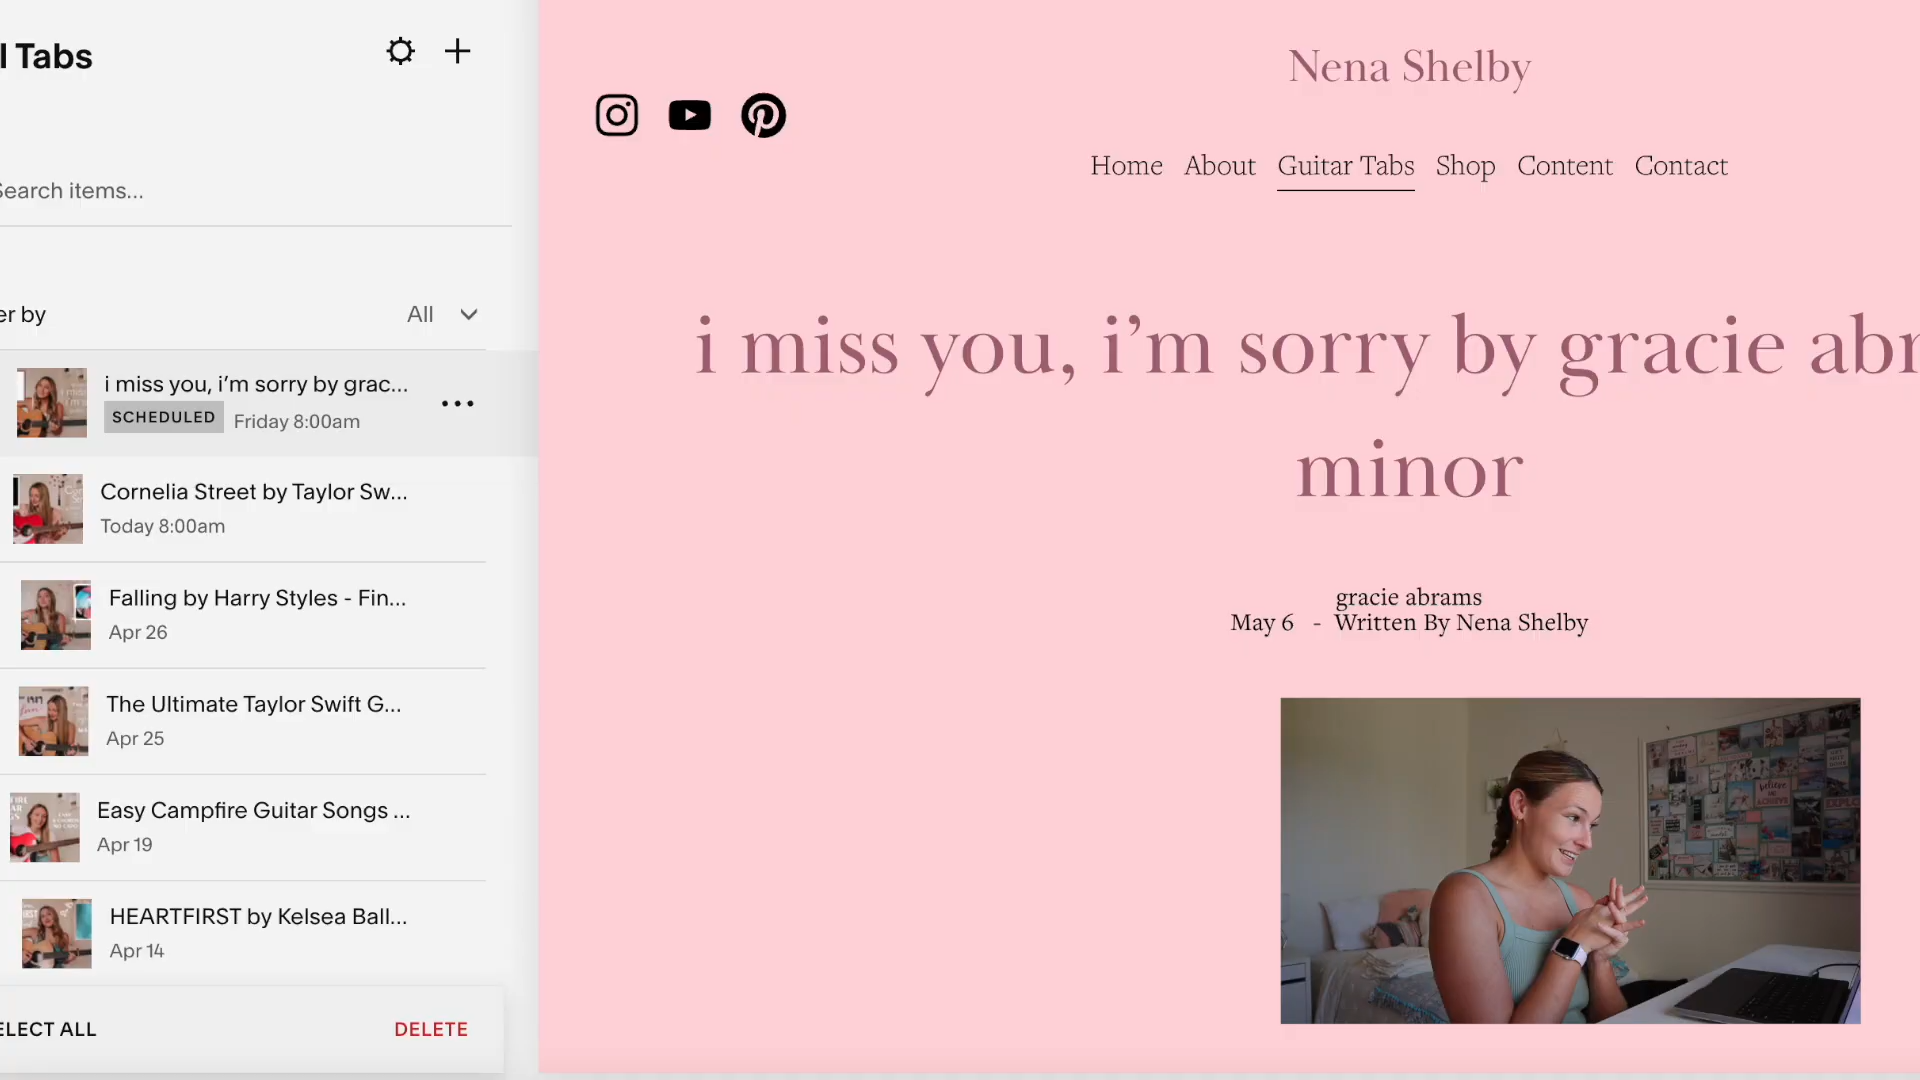 l Tabs
Search items...
er by
All
i miss you, i’m sorry by grac...
SCHEDULED Friday 8:00am
Cornelia Street by Taylor Sw...
Today 8:00am
Falling by Harry Styles - Fin...
Apr 26
The Ultimate Taylor Swift G...
Apr 25
Easy Campfire Guitar Songs ...
Apr 19
HEARTFIRST by Kelsea Ball...
Apr 14
ELECT ALL
DELETE
Nena Shelby
Home About Guitar Tabs Shop Content Contact
i miss you, i’m sorry by gracie abr
minor
gracie abrams
May 6 - Written By Nena Shelby
believe
ACHIEVE